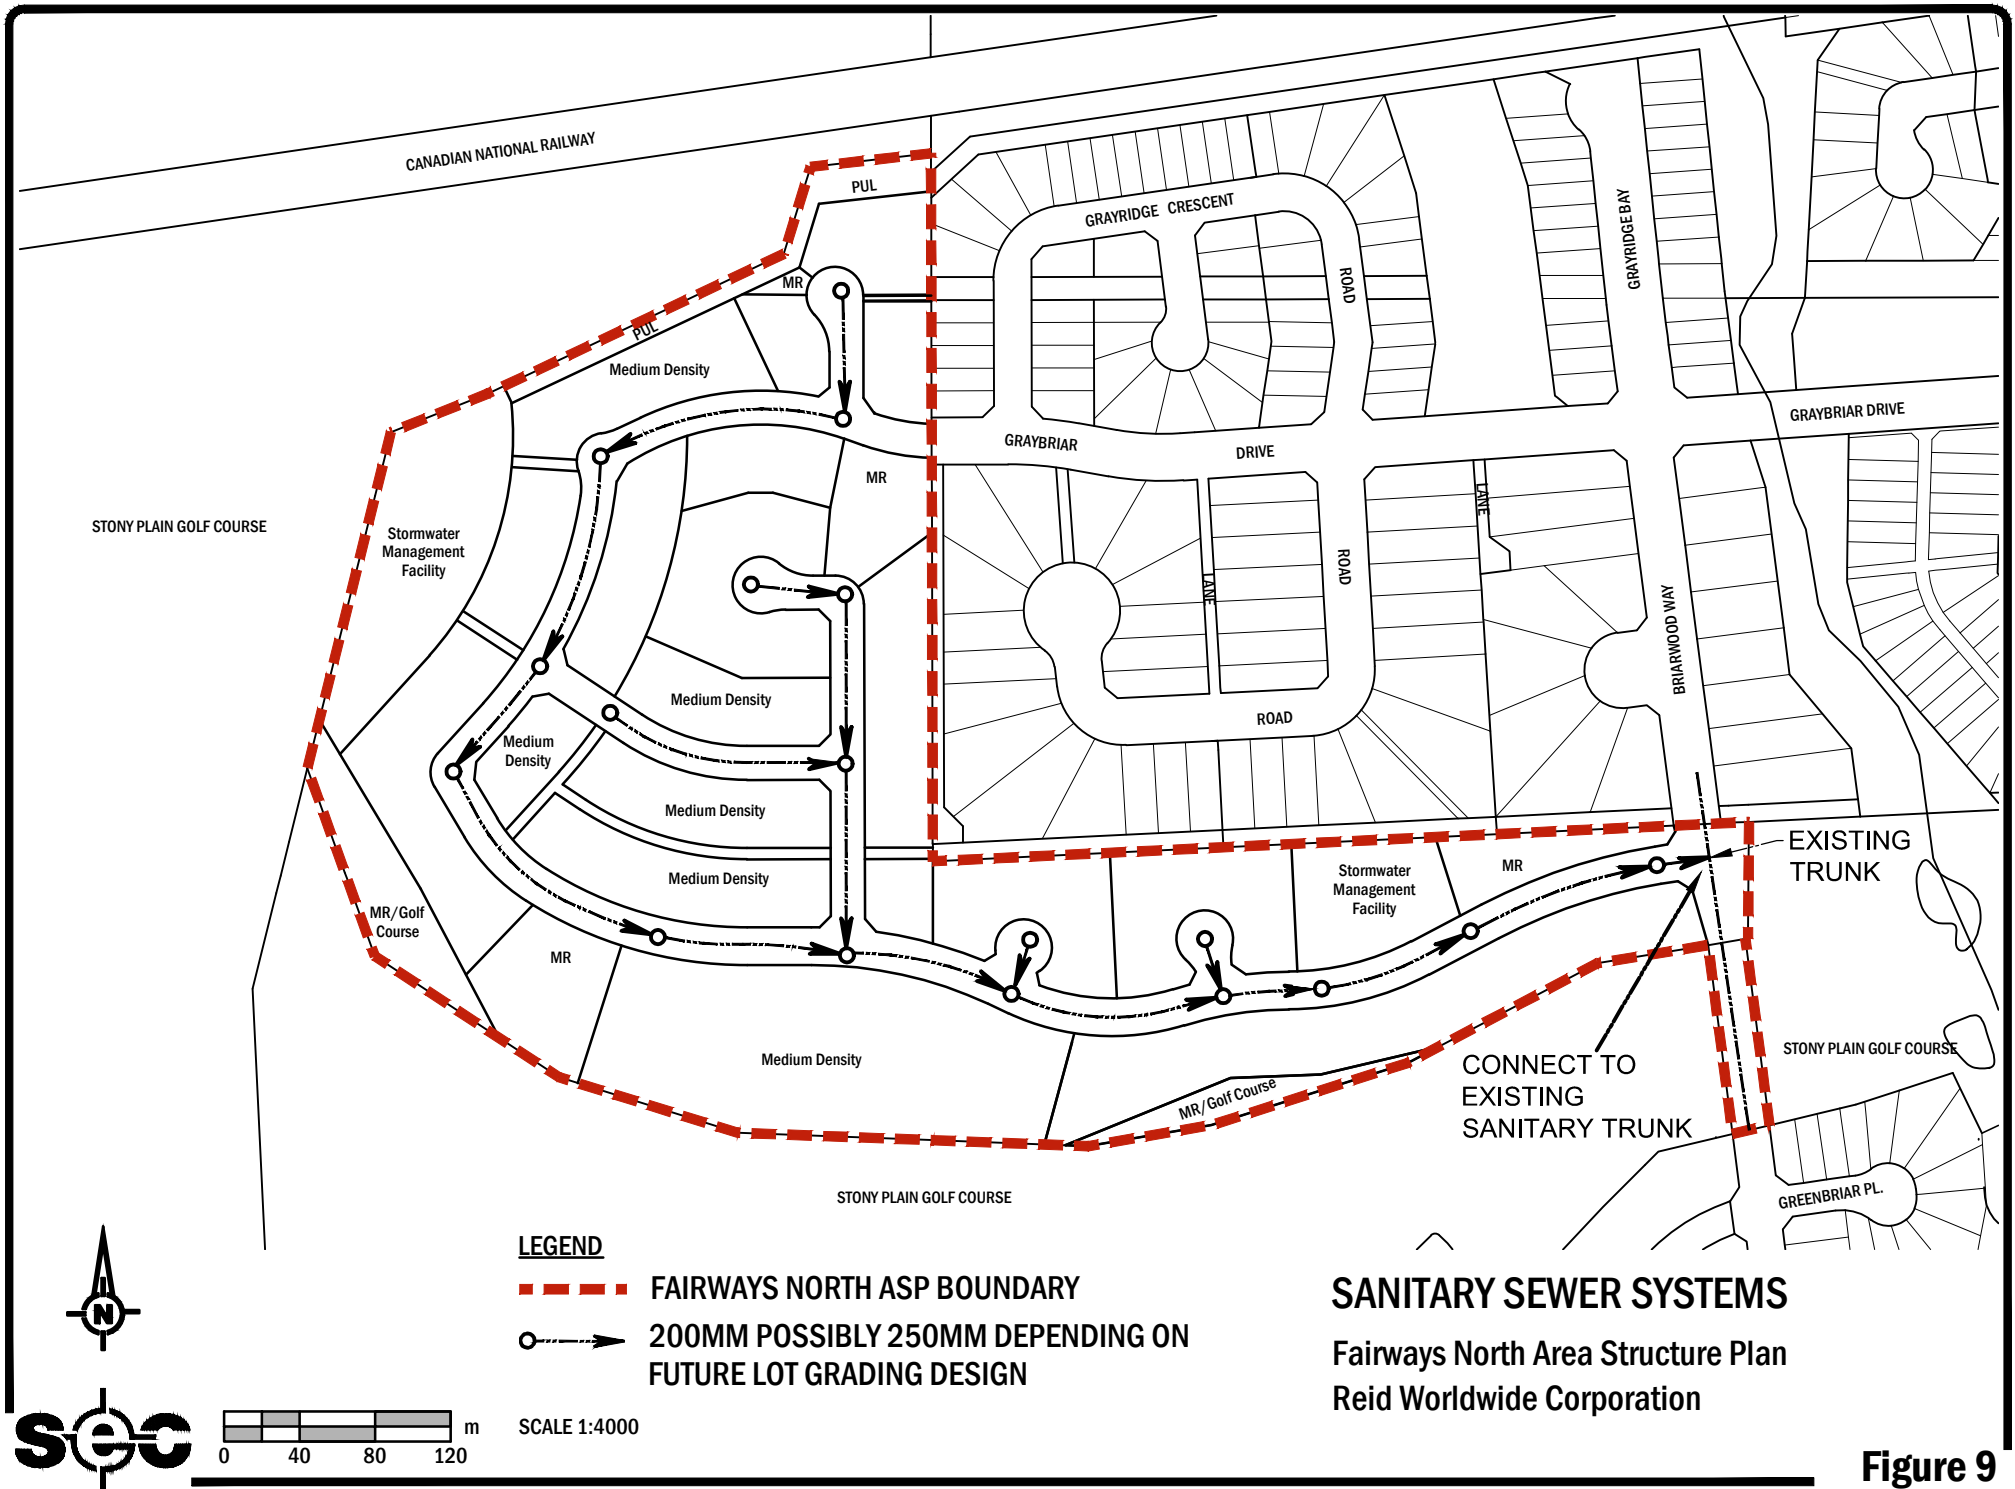 CANADIAN NATIONAL RAILWAY
PUL
GRAYRIDGE CRESCENT
GRAYRIDGE BAY
ROAD
MR
PUL
Medium Density
GRAYBRIAR
DRIVE
GRAYBRIAR DRIVE
MR
LANE
STONY PLAIN GOLF COURSE
Stormwater
Management
Facility
LANE
ROAD
BRIARWOOD WAY
Medium Density
ROAD
Medium
Density
Medium Density
EXISTING
TRUNK
Medium Density
Stormwater
Management
Facility
MR
MR/Golf
Course
MR
Medium Density
STONY PLAIN GOLF COURSE
CONNECT TO
EXISTING
SANITARY TRUNK
MR/Golf Course
STONY PLAIN GOLF COURSE
GREENBRIAR PL.
LEGEND
FAIRWAYS NORTH ASP BOUNDARY
200MM POSSIBLY 250MM DEPENDING ON
FUTURE LOT GRADING DESIGN
SANITARY SEWER SYSTEMS
Fairways North Area Structure Plan
Reid Worldwide Corporation
N
sec
m
0 40 80 120
SCALE 1:4000
Figure 9